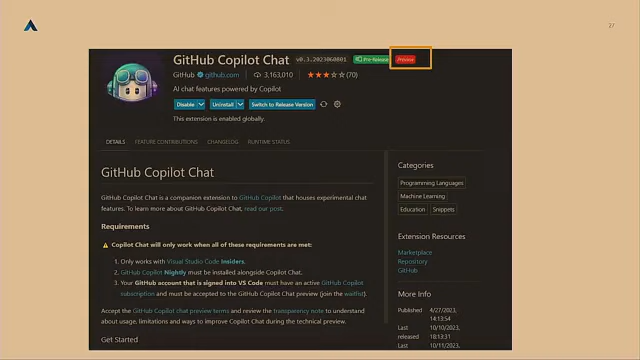 27
GitHub Copilot Chat v0.3.2023060801 Pre-Release Preview
GitHub github.com 3,163,010 (70)
AI chat features powered by Copilot
Disable Uninstall Switch to Release Version
This extension is enabled globally.
DETAILS FEATURE CONTRIBUTIONS CHANGELOG RUNTIME STATUS
GitHub Copilot Chat
GitHub Copilot Chat is a companion extension to GitHub Copilot that houses experimental chat
features. To learn more about GitHub Copilot Chat, read our post.
Requirements
Copilot Chat will only work when all of these requirements are met:
1. Only works with Visual Studio Code Insiders.
2. GitHub Copilot Nightly must be installed alongside Copilot Chat.
3. Your GitHub account that is signed into VS Code must have an active GitHub Copilot
subscription and must be accepted to the GitHub Copilot Chat preview (join the waitlist).
Accept the GitHub Copilot chat preview terms and review the transparency note to understand
about usage, limitations and ways to improve Copilot Chat during the technical preview.
Get Started
Categories
Programming Languages
Machine Learning
Education Snippets
Extension Resources
Marketplace
Repository
GitHub
More Info
Published 4/27/2023,
14:13:54
Last 10/10/2023,
18:13:31
Last 10/11/2023,